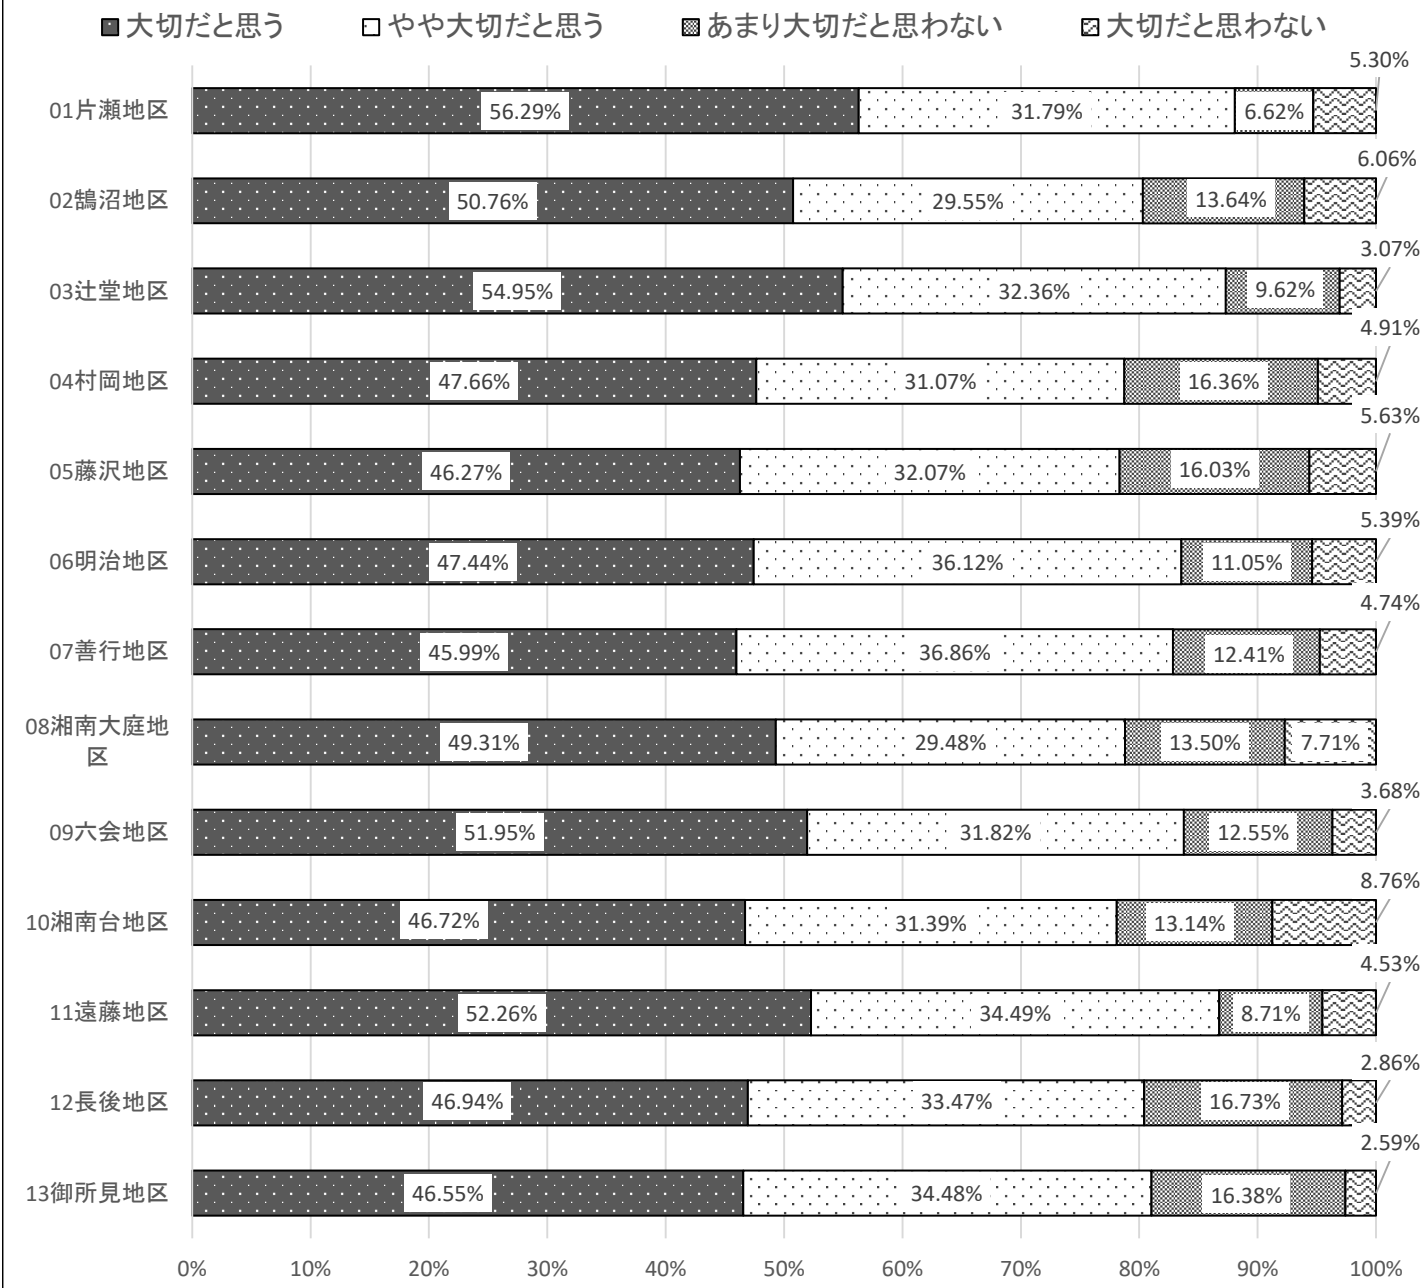 大切だと思う やや大切だと思う あまり大切だと思わない 大切だと思わない
5.30%
01片瀬地区 56.29% 31.79% 6.62%
6.06%
02鵠沼地区 50.76% 29.55% 13.64%
3.07%
03辻堂地区 54.95% 32.36% 9.62%
4.91%
04村岡地区 47.66% 31.07% 16.36%
5.63%
05藤沢地区 46.27% 32.07% 16.03%
5.39%
06明治地区 47.44% 36.12% 11.05%
4.74%
07善行地区 45.99% 36.86% 12.41%
08湘南大庭地
区
49.31% 29.48% 13.50% 7.71%
3.68%
09六会地区 51.95% 31.82% 12.55%
8.76%
10湘南台地区 46.72% 31.39% 13.14%
4.53%
11遠藤地区 52.26% 34.49% 8.71%
2.86%
12長後地区 46.94% 33.47% 16.73%
2.59%
13御所見地区 46.55% 34.48% 16.38%
0% 10% 20% 30% 40% 50% 60% 70% 80% 90% 100%